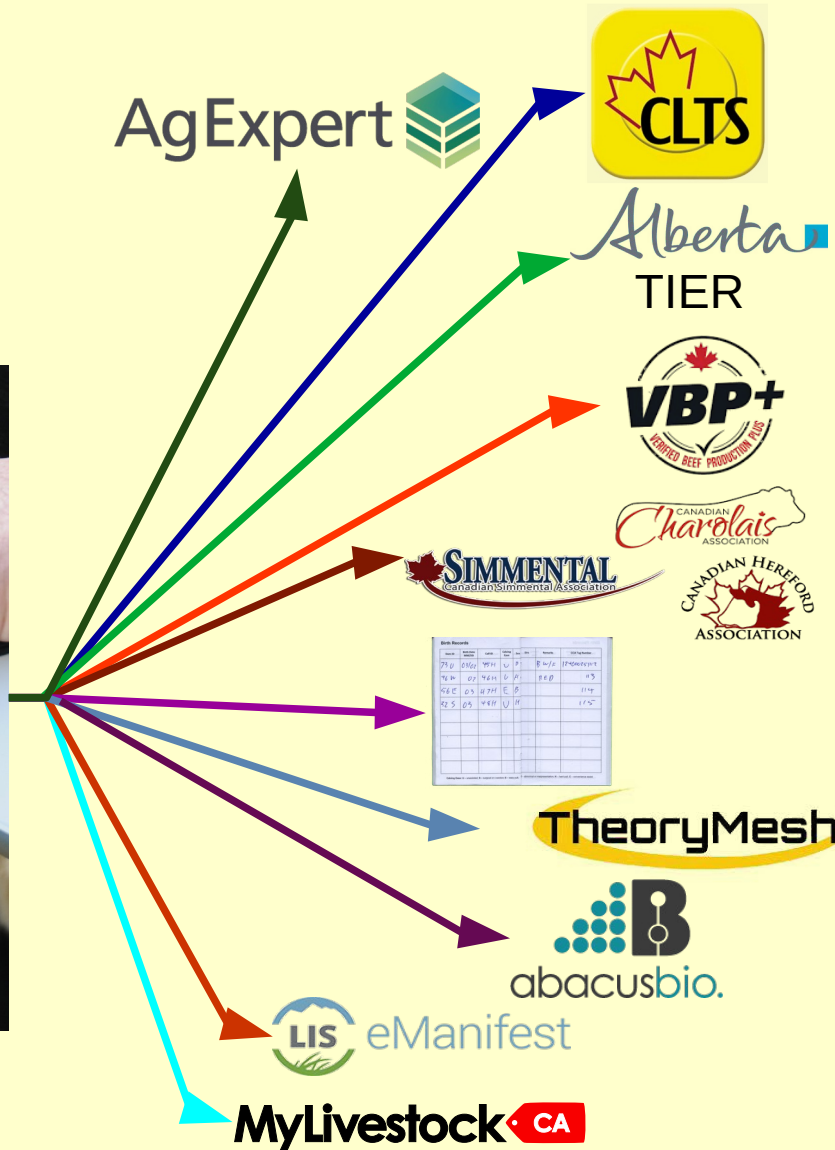 AgExpert
CLTS
Alberta
TIER
VBP+
VERIFIED BEEF PRODUCTION PLUS
CANADIAN
Charolais
ASSOCIATION
SIMMENTAL
Canadian Simmental Association
CANADIAN HEREFORD
ASSOCIATION
Birth Records
TheoryMesh
B
abacusbio.
LIS eManifest
MyLivestock CA